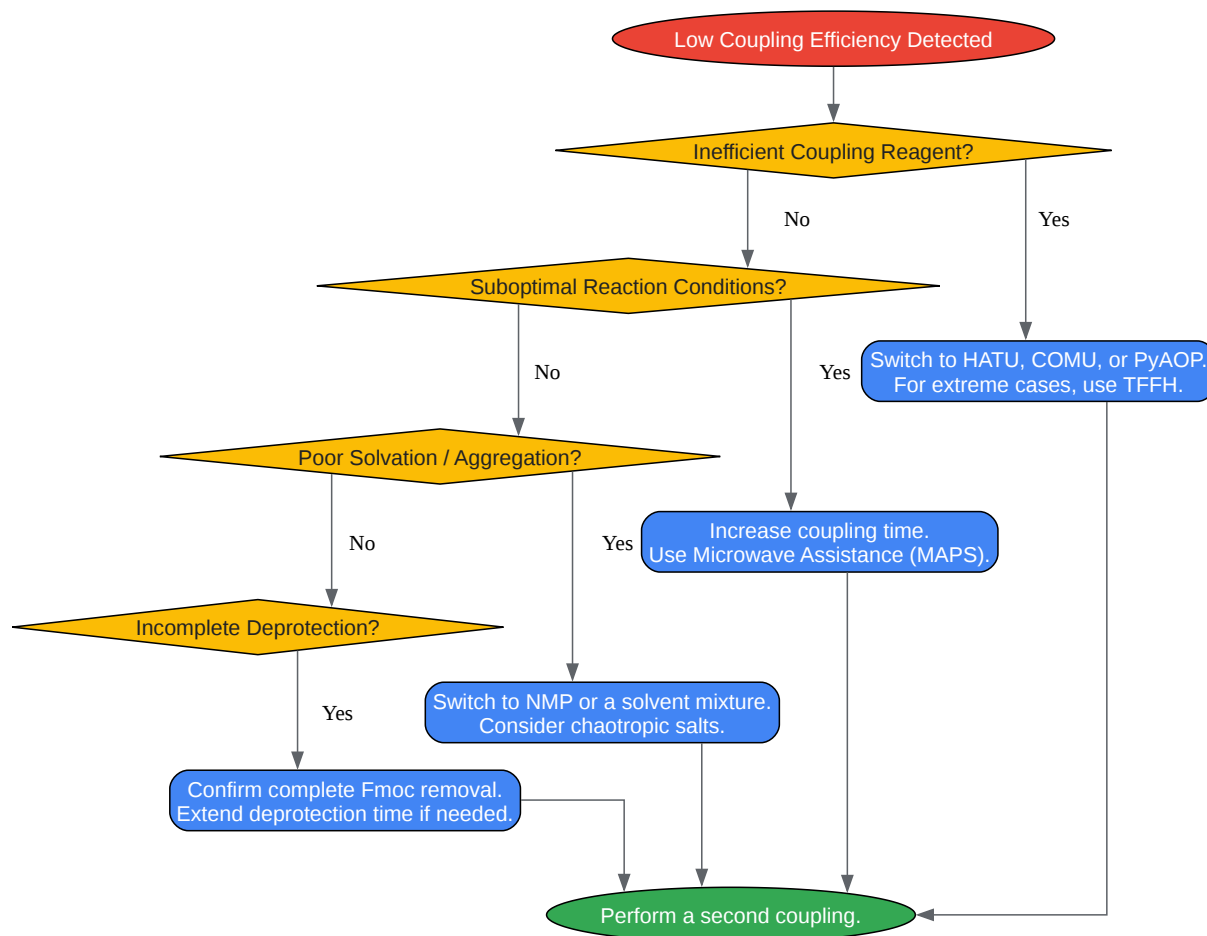 Low Coupling Efficiency Detected
Inefficient Coupling Reagent?
No
Yes
Suboptimal Reaction Conditions?
Switch to HATU, COMU, or PyAOP.
For extreme cases, use TFFH.
No
Yes
Poor Solvation / Aggregation?
Increase coupling time.
Use Microwave Assistance (MAPS).
No
Yes
Incomplete Deprotection?
Switch to NMP or a solvent mixture.
Consider chaotropic salts.
Yes
Confirm complete Fmoc removal.
Extend deprotection time if needed.
Perform a second coupling.